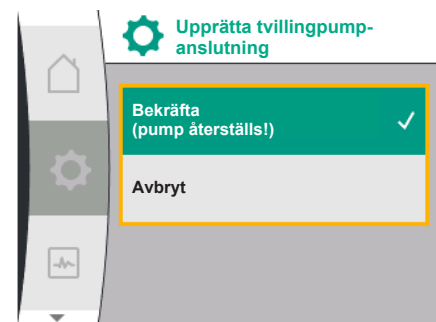 Upprätta tvillingpump-
anslutning
Bekräfta
(pump återställs!)
Avbryt